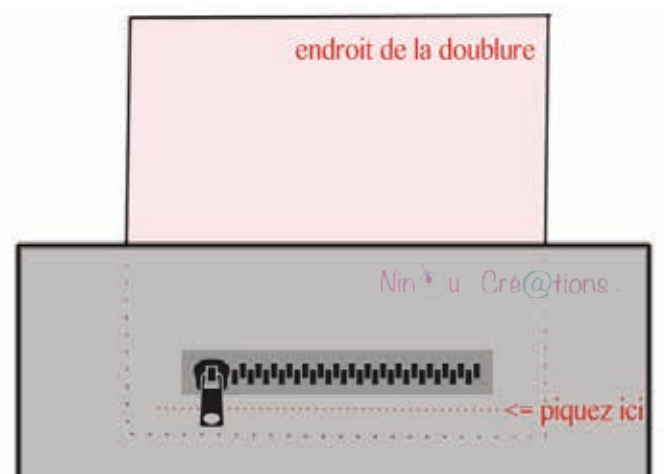 endroit de la doublure
Nin u Cré@tions
<= piquez ici